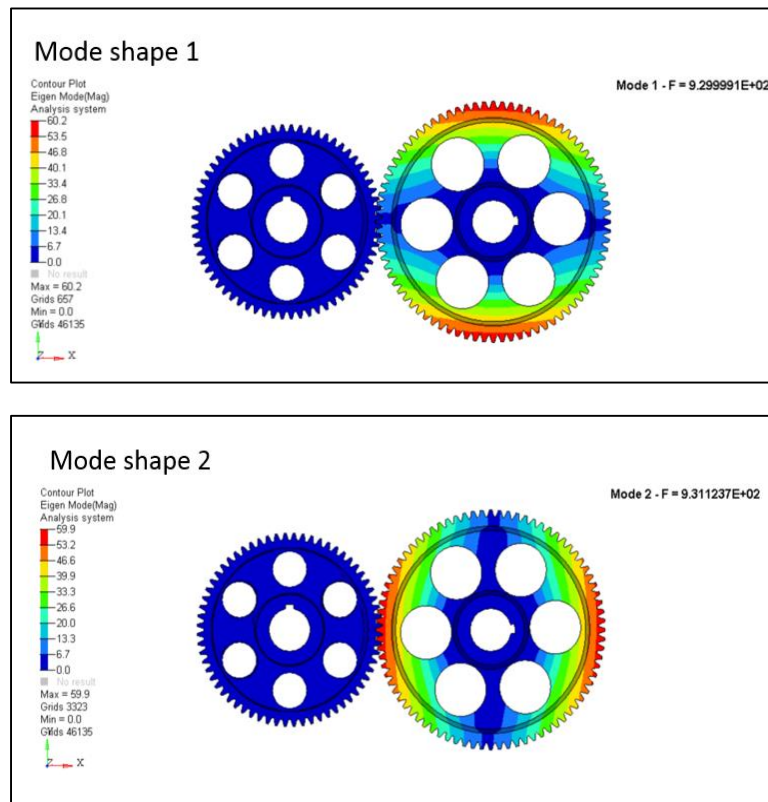 Mode shape 1
Contour Plot
Eigen Mode(Mag)
Analysis system
60.2
53.5
46.8
40.1
33.4
26.8
20.1
13.4
6.7
0.0
No result
Max = 60.2
Grids 657
Min = 0.0
Grids 46135
Y
Z X
Mode 1 - F = 9.299991E+02
Mode shape 2
Contour Plot
Eigen Mode(Mag)
Analysis system
59.9
53.2
46.6
39.9
33.3
26.6
20.0
13.3
6.7
0.0
No result
Max = 59.9
Grids 3323
Min = 0.0
Grids 46135
Y
Z X
Mode 2 - F = 9.311237E+02